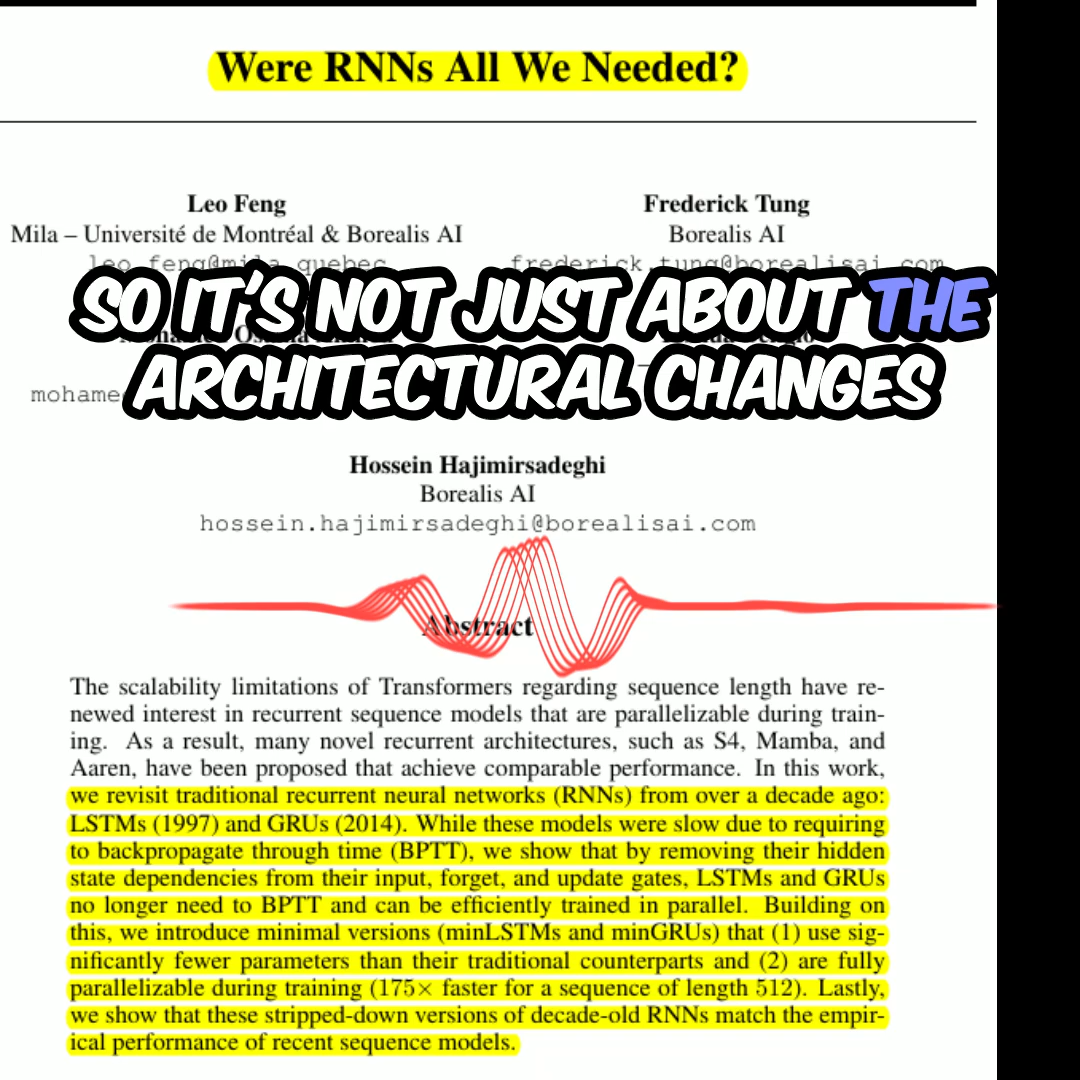 Were RNNs All We Needed?
Leo Feng
Frederick Tung
Mila – Université de Montréal & Borealis AI
Borealis AI
leo.feng@mila.quebec
frederick.tung@borealisai.com
SO IT'S NOT JUST ABOUT THE
ARCHITECTURAL CHANGES
Hossein Hajimirsadeghi
Borealis AI
hossein.hajimirsadeghi@borealisai.com
Abstract
The scalability limitations of Transformers regarding sequence length have re-
newed interest in recurrent sequence models that are parallelizable during train-
ing. As a result, many novel recurrent architectures, such as S4, Mamba, and
Aaren, have been proposed that achieve comparable performance. In this work,
we revisit traditional recurrent neural networks (RNNs) from over a decade ago:
LSTMs (1997) and GRUs (2014). While these models were slow due to requiring
to backpropagate through time (BPTT), we show that by removing their hidden
state dependencies from their input, forget, and update gates, LSTMs and GRUs
no longer need to BPTT and can be efficiently trained in parallel. Building on
this, we introduce minimal versions (minLSTMs and minGRUs) that (1) use sig-
nificantly fewer parameters than their traditional counterparts and (2) are fully
parallelizable during training (175× faster for a sequence of length 512). Lastly,
we show that these stripped-down versions of decade-old RNNs match the empir-
ical performance of recent sequence models.